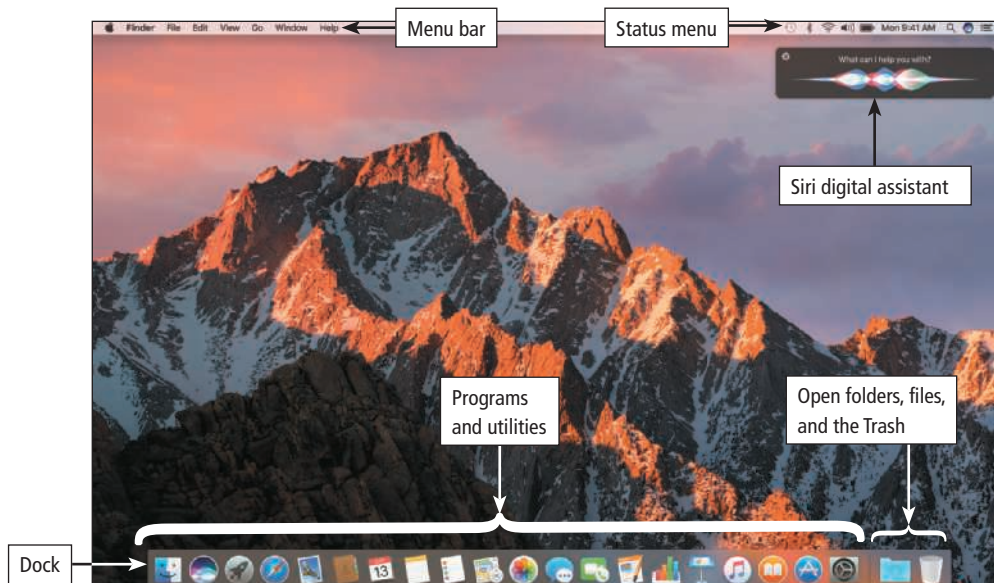 Finder File Edit View Go Window Help
Menu bar
Status menu
Mon 9:41 AM
What can I help you with?
Siri digital assistant
Programs
and utilities
Open folders, files,
and the Trash
Dock
13